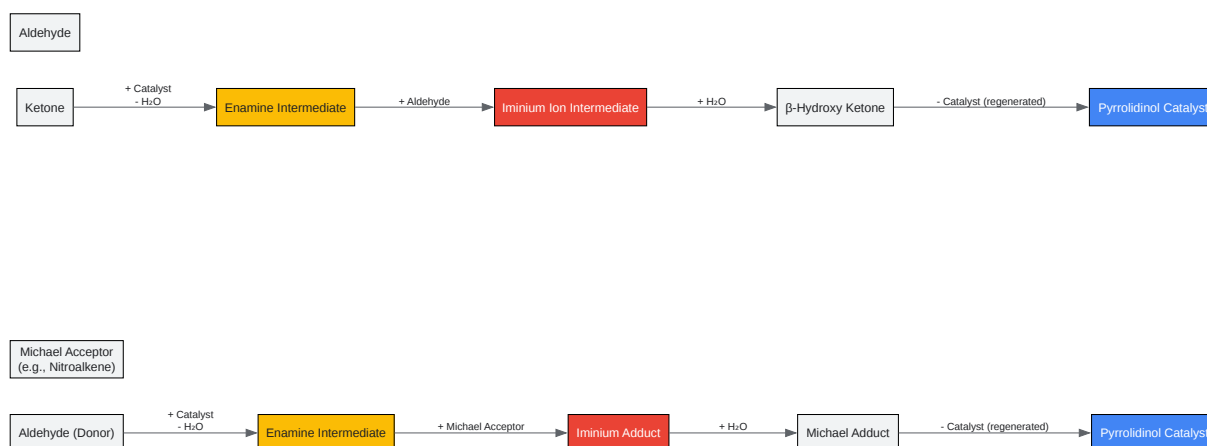 Aldehyde
+ Catalyst
- H₂O
Ketone
Enamine Intermediate
+ Aldehyde
Iminium Ion Intermediate
+ H₂O
β-Hydroxy Ketone
- Catalyst (regenerated)
Pyrrolidinol Catalyst
Michael Acceptor
(e.g., Nitroalkene)
+ Catalyst
- H₂O
Aldehyde (Donor)
Enamine Intermediate
+ Michael Acceptor
Iminium Adduct
+ H₂O
Michael Adduct
- Catalyst (regenerated)
Pyrrolidinol Catalyst